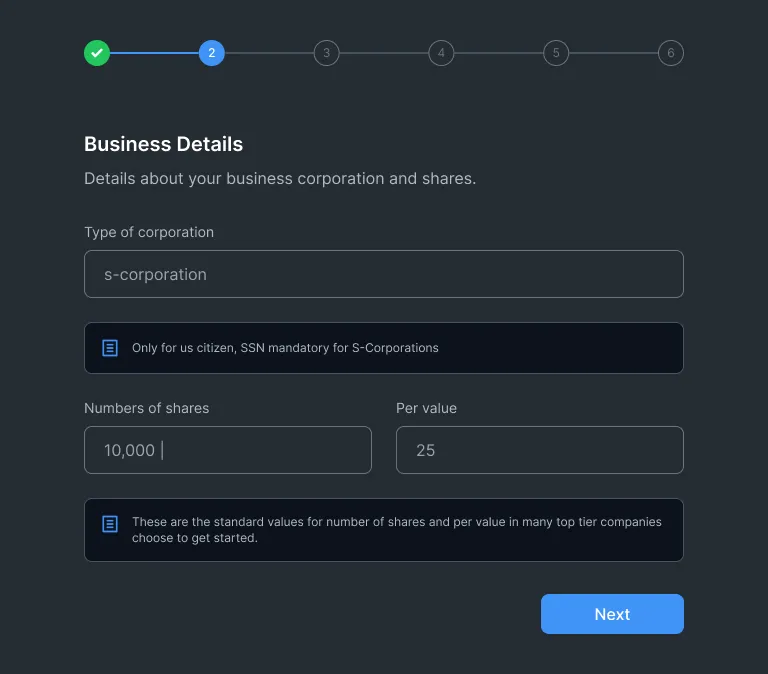 2 3 4 5 6
Business Details
Details about your business corporation and shares.
Type of corporation
s-corporation
Only for us citizen, SSN mandatory for S-Corporations
Numbers of shares
Per value
10,000
25
These are the standard values for number of shares and per value in many top tier companies
choose to get started.
Next